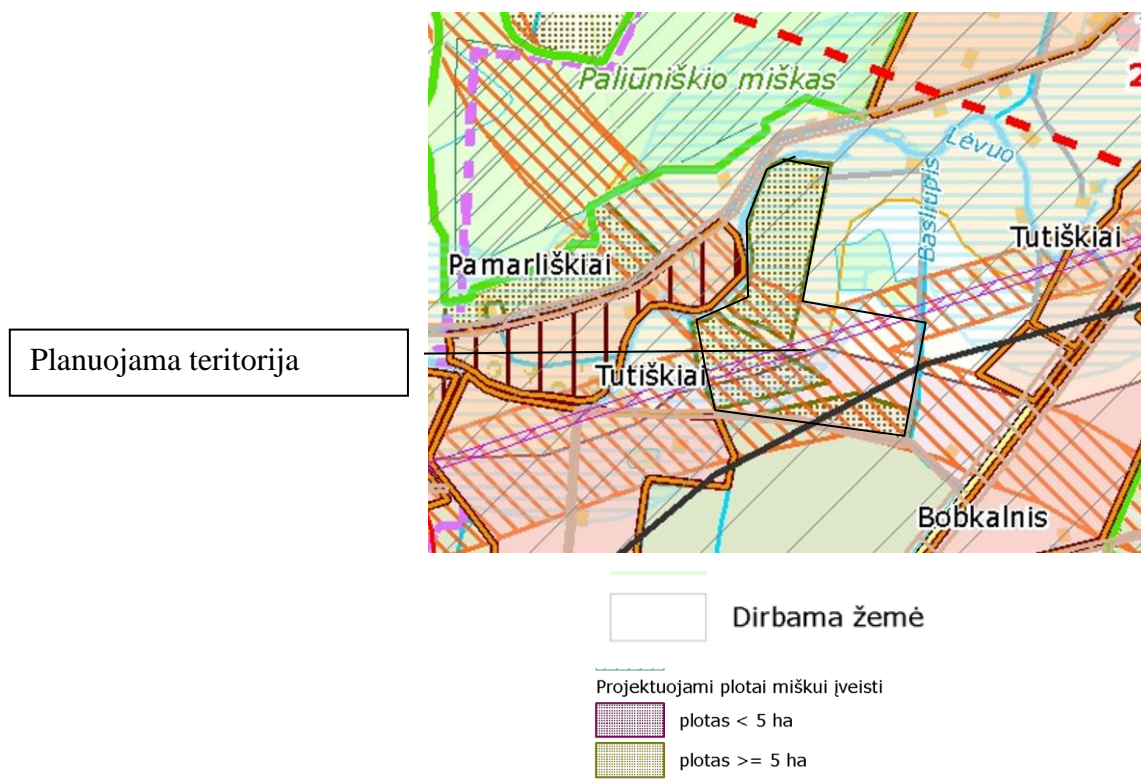 Paliūniškio miškas
2
Lėvuo
Basliupis
Tutiškiai
Pamarliškiai
Planuojama teritorija
Tutiškiai
Bobkalnis
Dirbama žemė
Projektuojami plotai miškui įveisti
plotas < 5 ha
plotas >= 5 ha